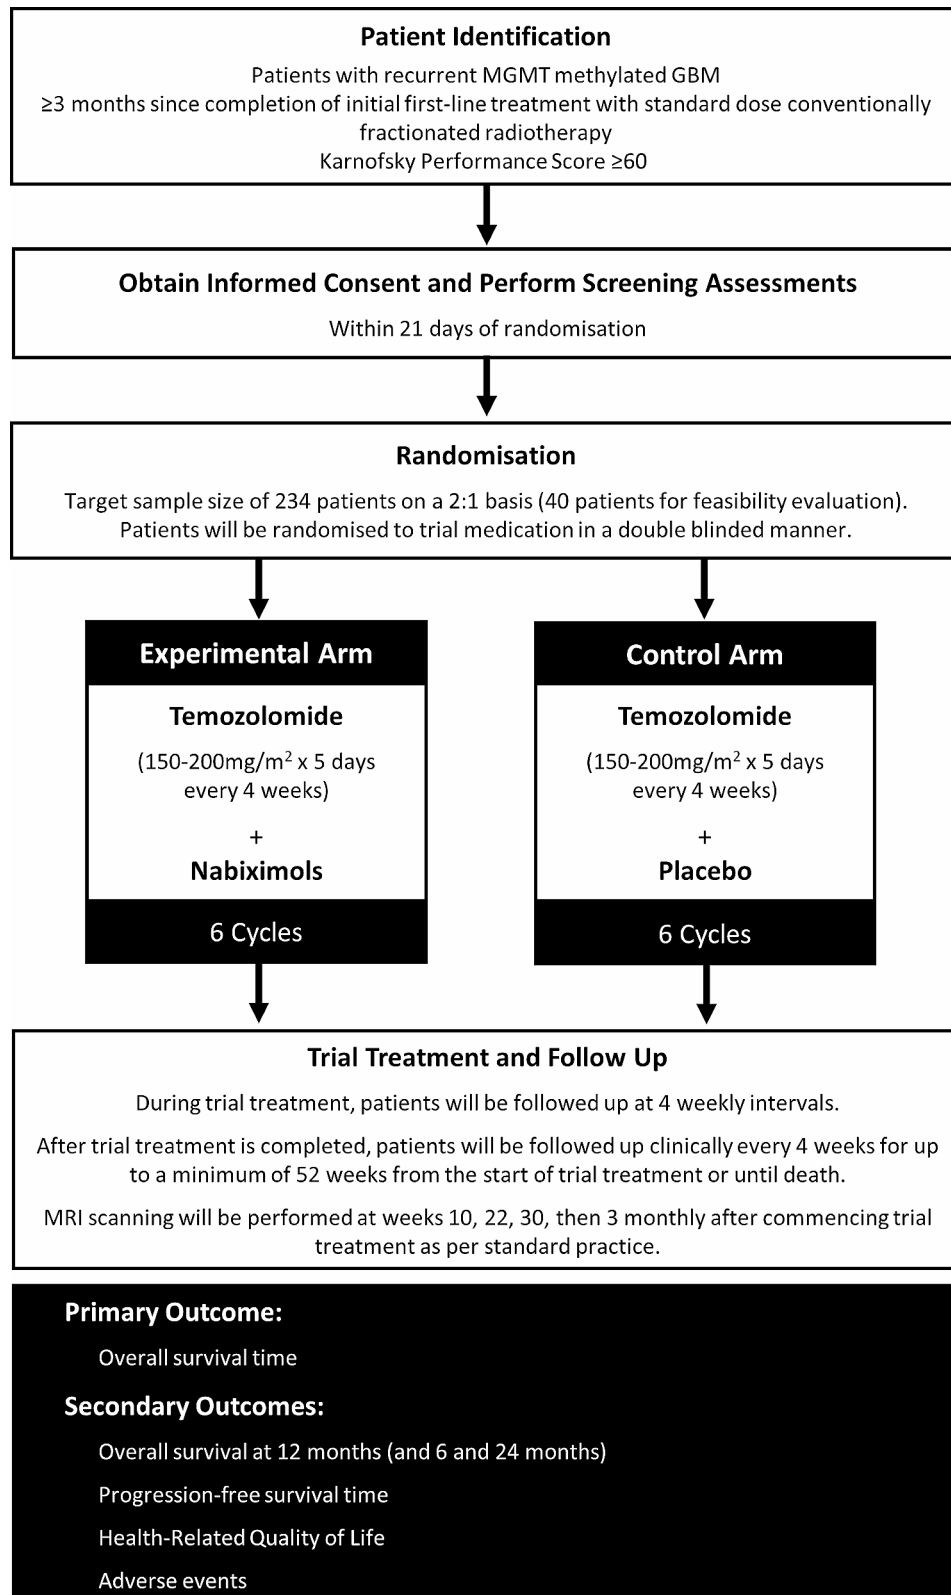 Patient Identification
Patients with recurrent MGMT methylated GBM
≥3 months since completion of initial first-line treatment with standard dose conventionally
fractionated radiotherapy
Karnofsky Performance Score ≥60
Obtain Informed Consent and Perform Screening Assessments
Within 21 days of randomisation
Randomisation
Target sample size of 234 patients on a 2:1 basis (40 patients for feasibility evaluation).
Patients will be randomised to trial medication in a double blinded manner.
Experimental Arm
Temozolomide
(150-200mg/m² x 5 days
every 4 weeks)
+
Nabiximols
6 Cycles
Control Arm
Temozolomide
(150-200mg/m² x 5 days
every 4 weeks)
+
Placebo
6 Cycles
Trial Treatment and Follow Up
During trial treatment, patients will be followed up at 4 weekly intervals.
After trial treatment is completed, patients will be followed up clinically every 4 weeks for up
to a minimum of 52 weeks from the start of trial treatment or until death.
MRI scanning will be performed at weeks 10, 22, 30, then 3 monthly after commencing trial
treatment as per standard practice.
Primary Outcome:
Overall survival time
Secondary Outcomes:
Overall survival at 12 months (and 6 and 24 months)
Progression-free survival time
Health-Related Quality of Life
Adverse events